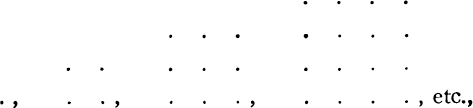 . . . .
. . . . . . .
. . . . . . . . .
. , . . , . . . , . . . . , etc.,